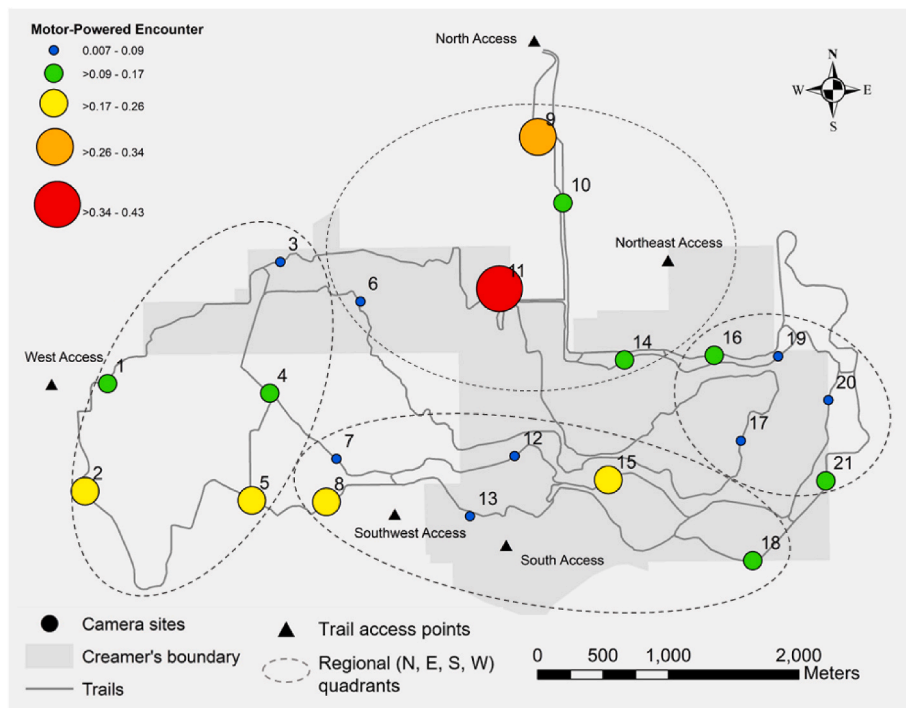 Motor-Powered Encounter
0.007 - 0.09
>0.09 - 0.17
>0.17 - 0.26
>0.26 - 0.34
>0.34 - 0.43
North Access
N
W E
S
9
10
Northeast Access
3
6
11
West Access
1
4
14
16
19
20
7
12
17
2
5
8
13
15
21
Southwest Access
South Access
18
Camera sites
Creamer's boundary
Trails
Trail access points
Regional (N, E, S, W)
quadrants
0 500 1,000 2,000
Meters